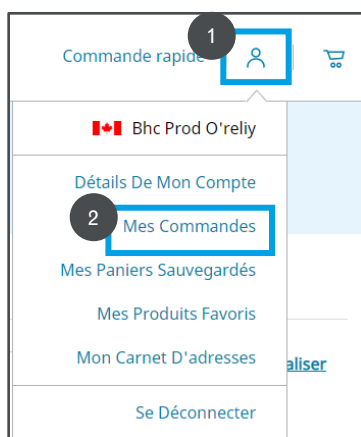 1
Commande rapide
Bhc Prod O'reliy
Détails De Mon Compte
2
Mes Commandes
Mes Paniers Sauvegardés
Mes Produits Favoris
Mon Carnet D'adresses
aliser
Se Déconnecter